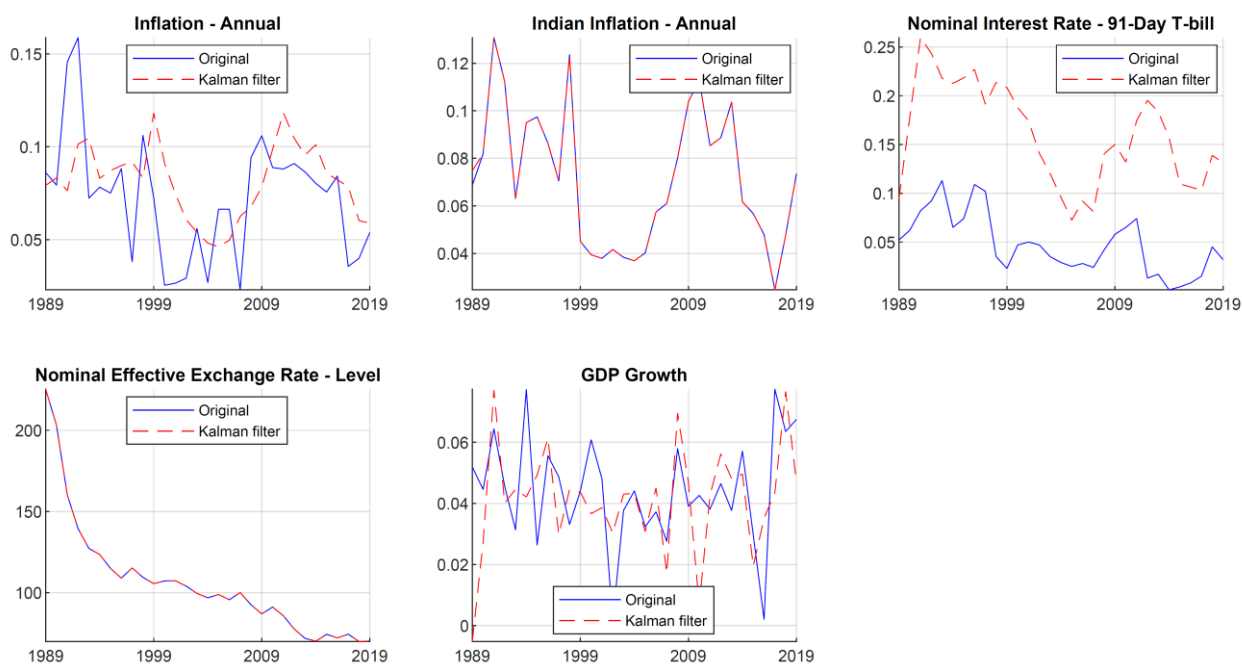 Inflation - Annual
Original
Kalman filter
0.15
0.1
0.05
1989
1999
2009
2019
Indian Inflation - Annual
Original
Kalman filter
0.12
0.1
0.08
0.06
0.04
1989
1999
2009
2019
Nominal Interest Rate - 91-Day T-bill
Original
Kalman filter
0.25
0.2
0.15
0.1
0.05
1989
1999
2009
2019
Nominal Effective Exchange Rate - Level
Original
Kalman filter
200
150
100
1989
1999
2009
2019
GDP Growth
0.06
0.04
0.02
0
Original
Kalman filter
1989
1999
2009
2019